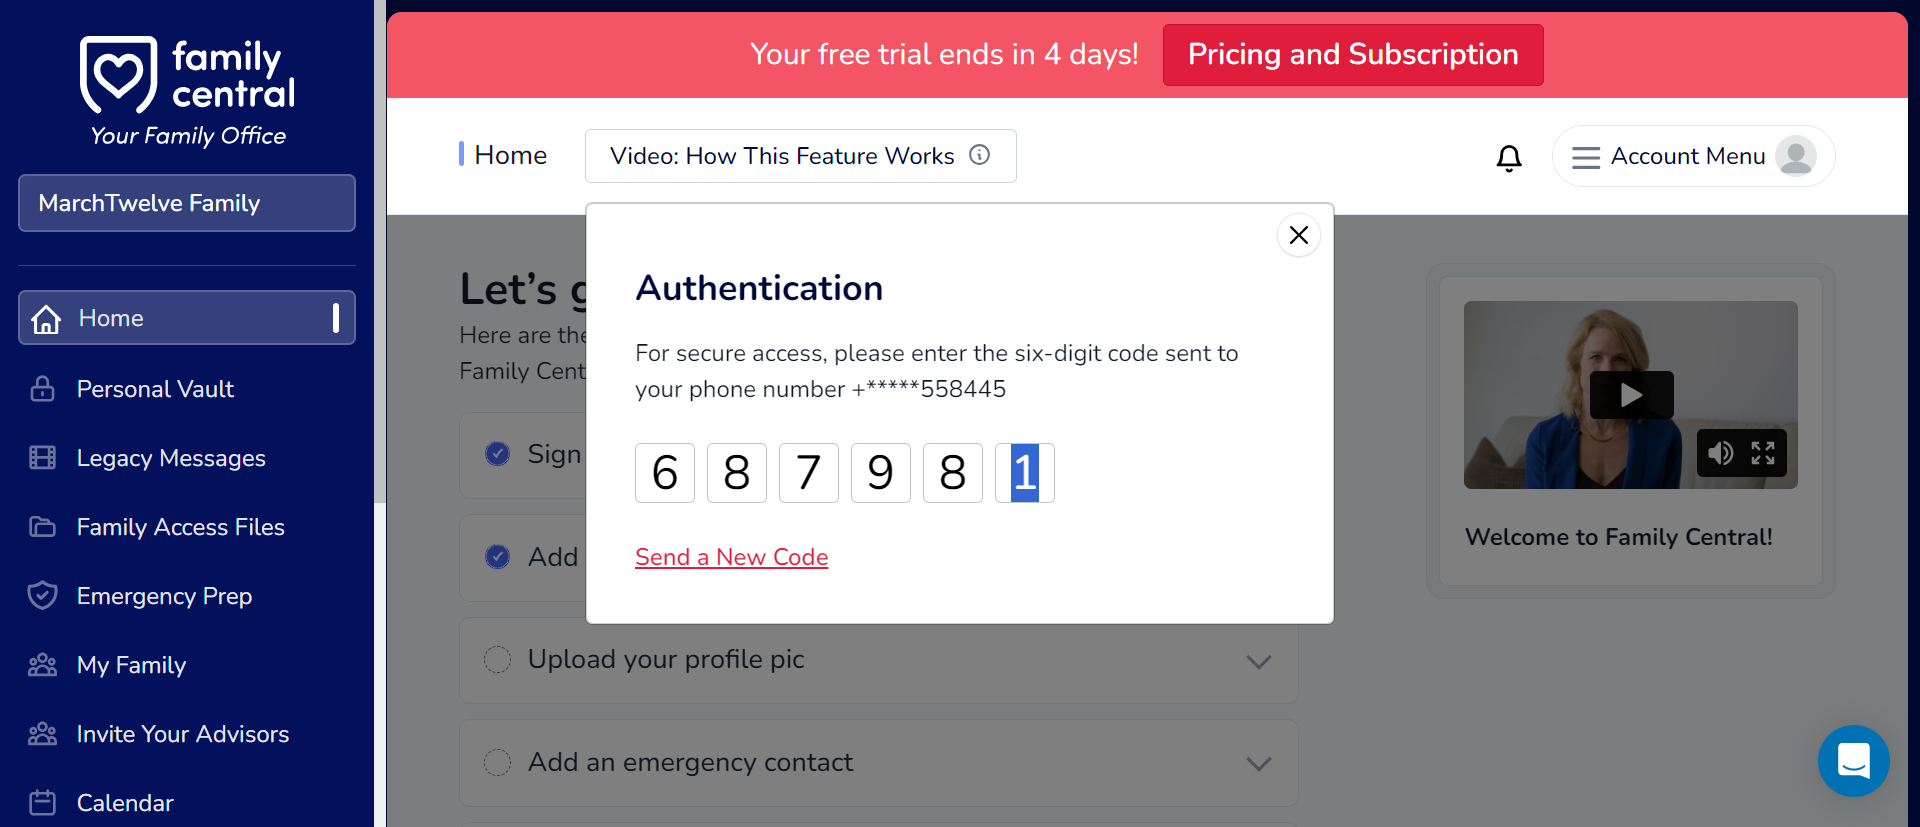 family
central
Your Family Office
MarchTwelve Family
Home
Personal Vault
Legacy Messages
Family Access Files
Emergency Prep
My Family
Invite Your Advisors
Calendar
Your free trial ends in 4 days!
Pricing and Subscription
Home
Video: How This Feature Works
Account Menu
Let's
Here are the
Family Cent
Sign
Add
Upload your profile pic
Add an emergency contact
Authentication
For secure access, please enter the six-digit code sent to
your phone number +*****558445
6 8 7 9 8 1
Send a New Code
Welcome to Family Central!